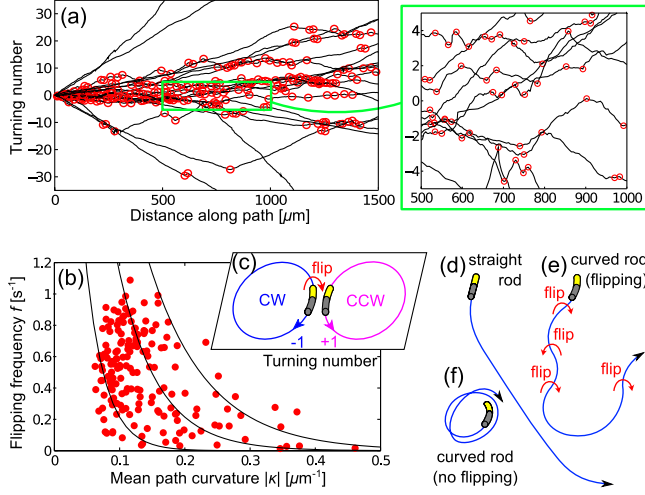 (a)
Turning number
30
20
10
0
−10
−20
−30
0
500
1000
1500
Distance along path [μm]
4
2
0
−2
−4
500
600
700
800
900
1000
(b)
Flipping frequency f [s⁻¹]
1.2
1
0.8
0.6
0.4
0.2
0
0
0.1
0.2
0.3
0.4
0.5
Mean path curvature |κ| [μm⁻¹]
(c)
flip
CW
CCW
-1
+1
Turning number
(d)
straight
rod
(e)
curved rod
(flipping)
flip
flip
flip
flip
(f)
curved rod
(no flipping)